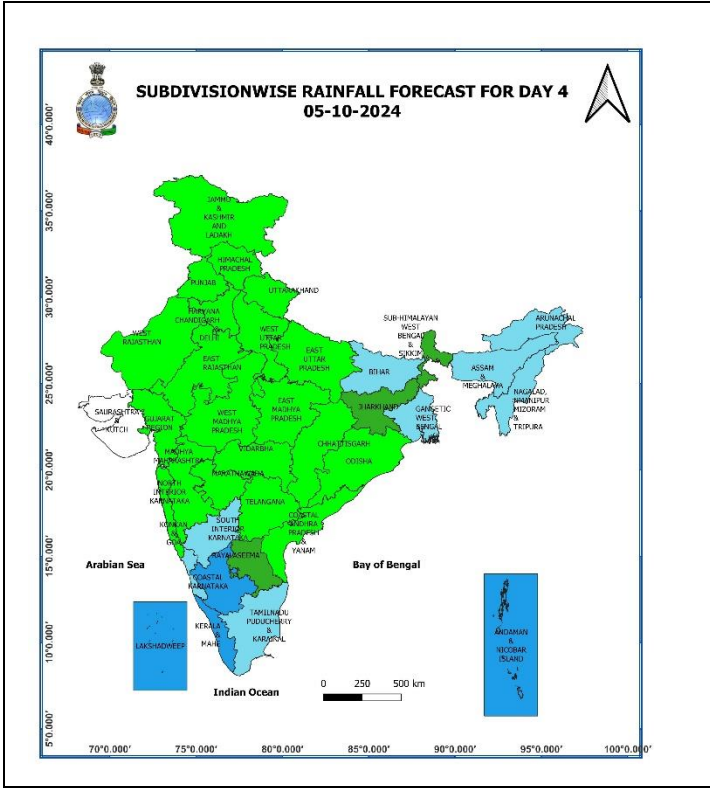 SUBDIVISIONWISE RAINFALL FORECAST FOR DAY 4
05-10-2024
40°0.000'
35°0.000'
30°0.000'
25°0.000'
20°0.000'
15°0.000'
10°0.000'
5°0.000'
JAMMU
&
KASHMIR
AND
LADAKH
HIMACHAL
PRADESH
PUNJAB
UTTARAKHAND
HARYANA
CHANDIGARH
&
DELHI
WEST
RAJASTHAN
WEST
UTTAR
PRADESH
EAST
UTTAR
PRADESH
EAST
RAJASTHAN
SUB-HIMALAYAN
WEST
BENGAL
&
SIKKIM
ARUNACHAL
PRADESH
BIHAR
ASSAM
&
MEGHALAYA
NAGALAD,
MANIPUR
MIZORAM
&
TRIPURA
JHARKHAND
GANGETIC
WEST
BENGAL
SAURASHTRA
&
KUTCH
GUJARAT
REGION
WEST
MADHYA
PRADESH
EAST
MADHYA
PRADESH
CHHATTISGARH
ODISHA
VIDARBHA
MADHYA
MAHARASHTRA
MARATHAWADA
NORTH
INTERIOR
KARNATAKA
TELANGANA
KONKAN
&
GOA
SOUTH
INTERIOR
KARNATAKA
COASTAL
ANDHRA
PRADESH
&
YANAM
RAYALASEEMA
Arabian Sea
Bay of Bengal
COASTAL
KARNATAKA
TAMILNADU
PUDUCHERRY
&
KARAIKAL
KERALA
&
MAHE
LAKSHADWEEP
ANDAMAN
&
NICOBAR
ISLAND
Indian Ocean
0 250 500 km
70°0.000' 75°0.000' 80°0.000' 85°0.000' 90°0.000' 95°0.000' 100°0.000'